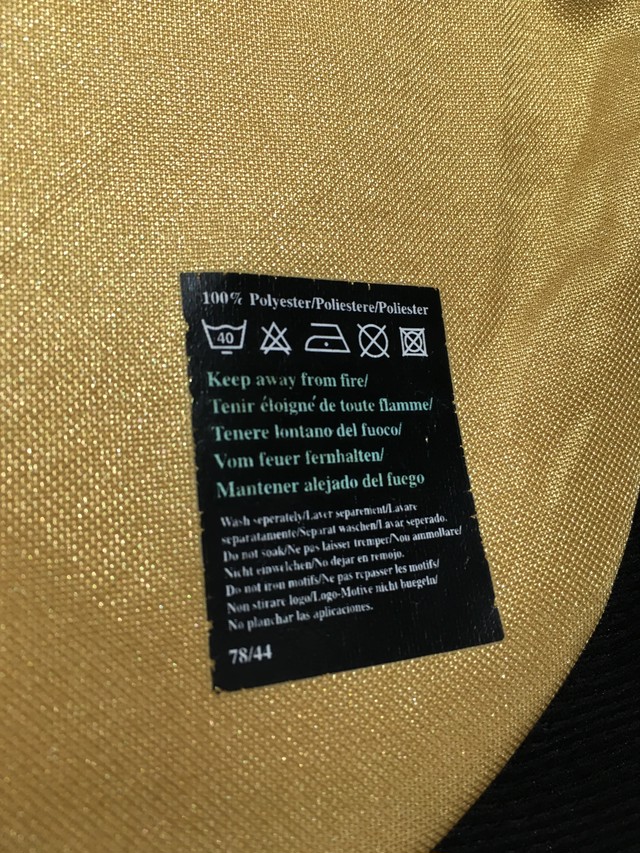 100% Polyester/Poliestere/Poliester
40
Keep away from fire/
Tenir éloigné de toute flamme/
Tenere lontano del fuoco/
Vom feuer fernhalten/
Mantener alejado del fuego
Wash seperately/Laver separement/Lavare
separatamente/Separat waschen/Lavar seperado.
Do not soak/Ne pas laisser tremper/Nou ammollare/
Nicht einwelchen/No dejar en remojo.
Do not iron motifs/Ne pas repasser les motifs/
Non stirare logo/Logo-Motive nicht buegeln/
No planchar las aplicaciones.
78/44